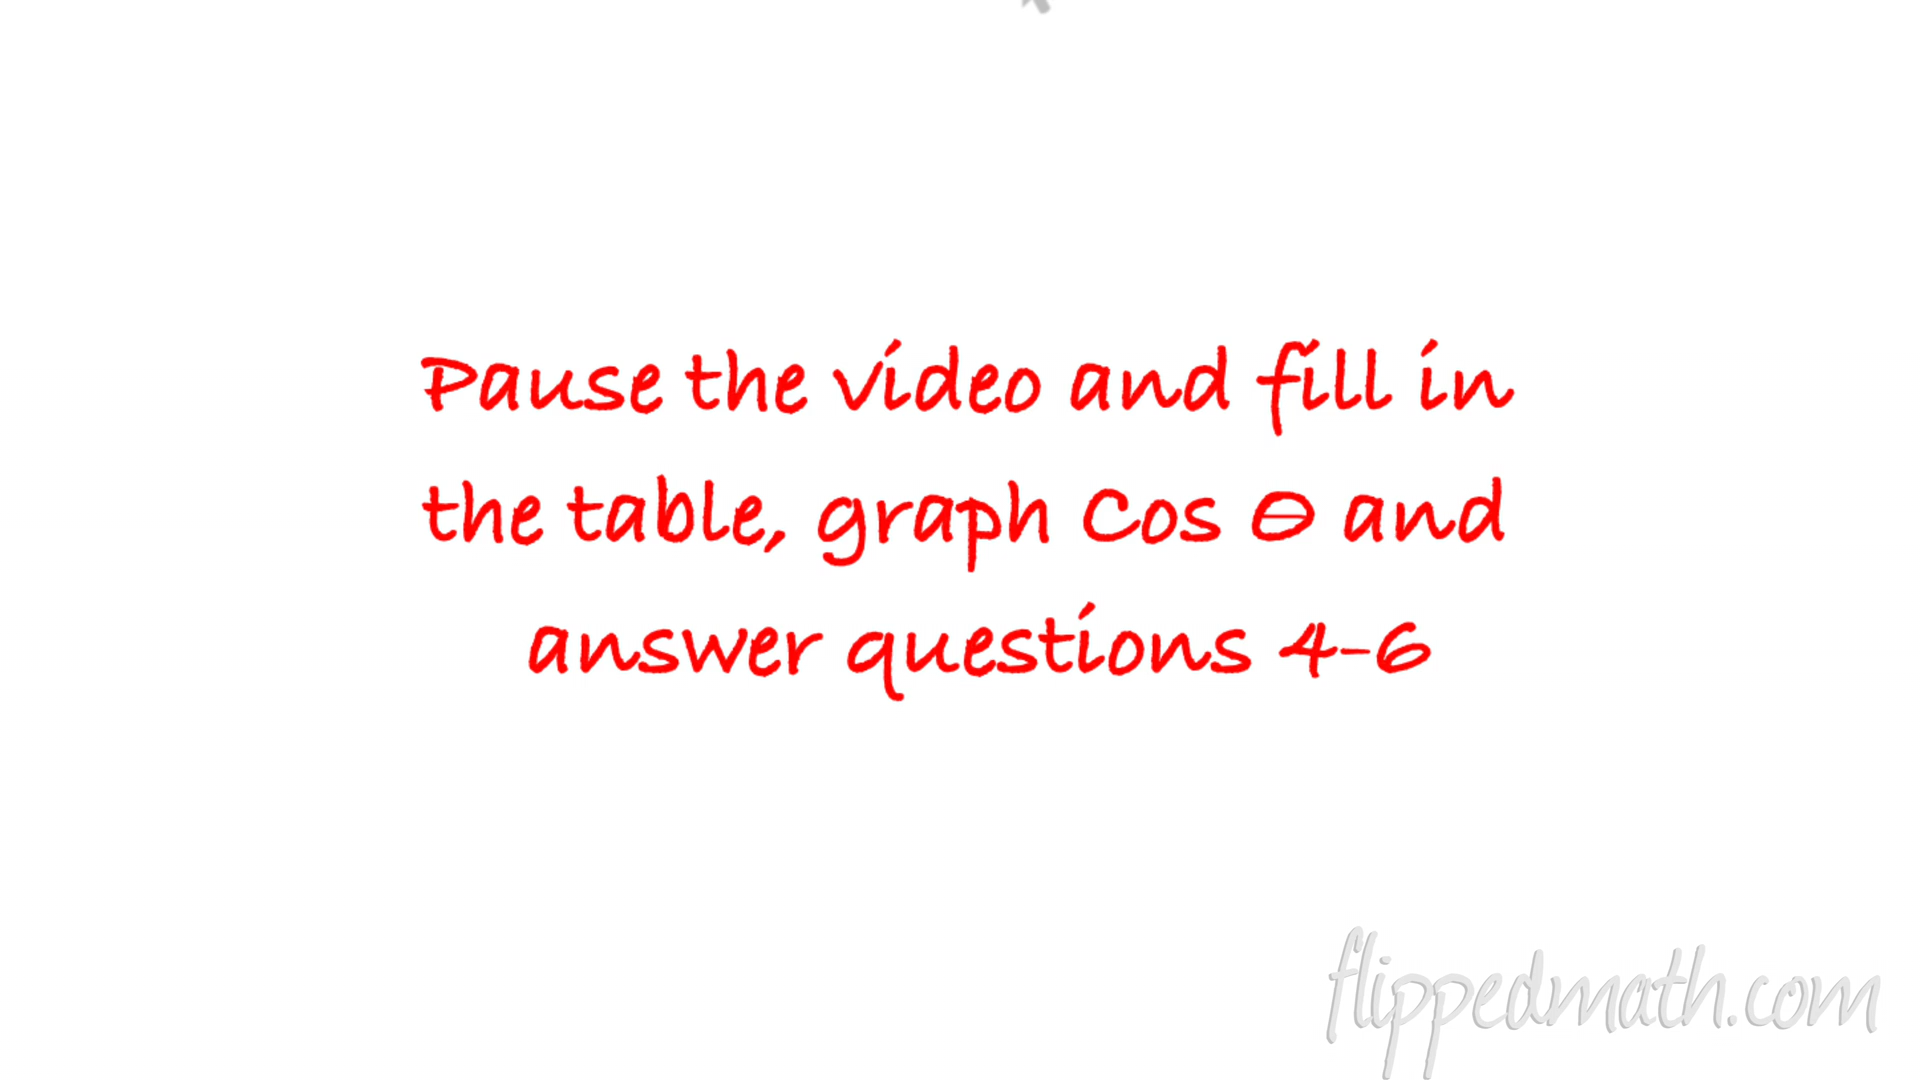 Pause the video and fill in
the table, graph Cos Θ and
answer questions 4-6
flippedmath.com